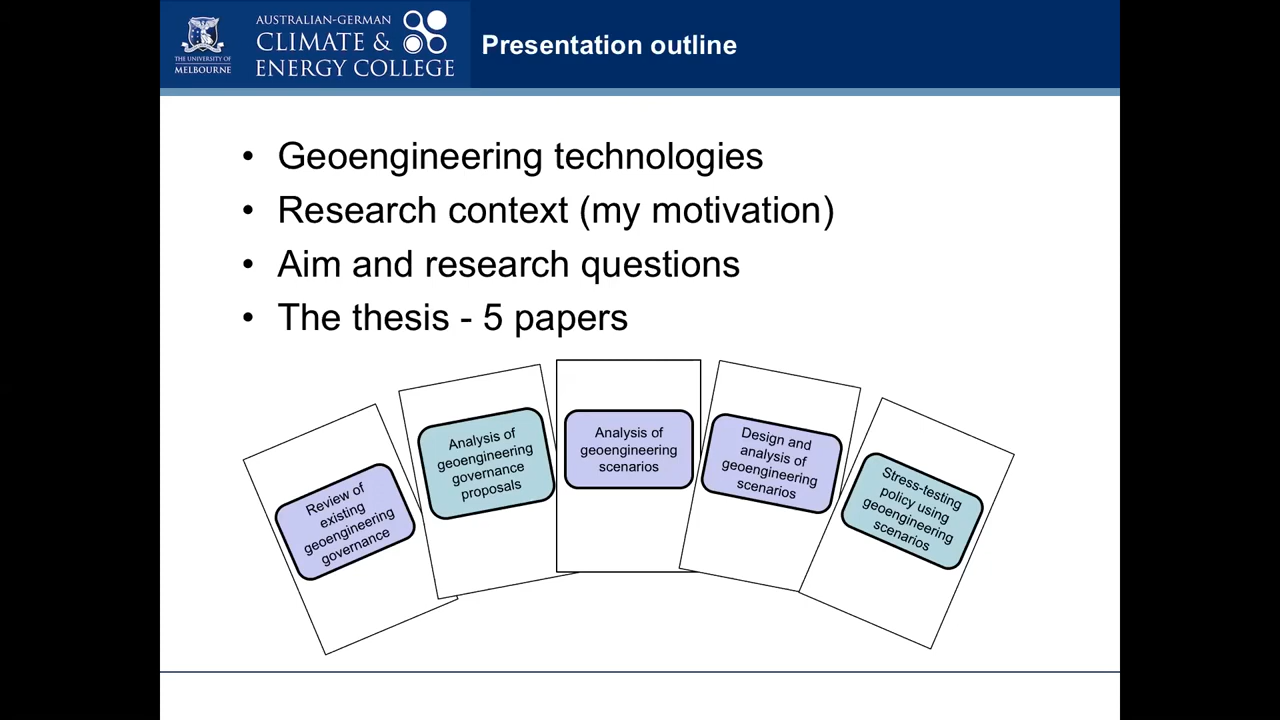 THE UNIVERSITY OF
MELBOURNE
AUSTRALIAN-GERMAN
CLIMATE &
ENERGY COLLEGE
Presentation outline
• Geoengineering technologies
• Research context (my motivation)
• Aim and research questions
• The thesis - 5 papers
Review of
existing
geoengineering
governance
Analysis of
geoengineering
governance
proposals
Analysis of
geoengineering
scenarios
Design and
analysis of
geoengineering
scenarios
Stress-testing
policy using
geoengineering
scenarios